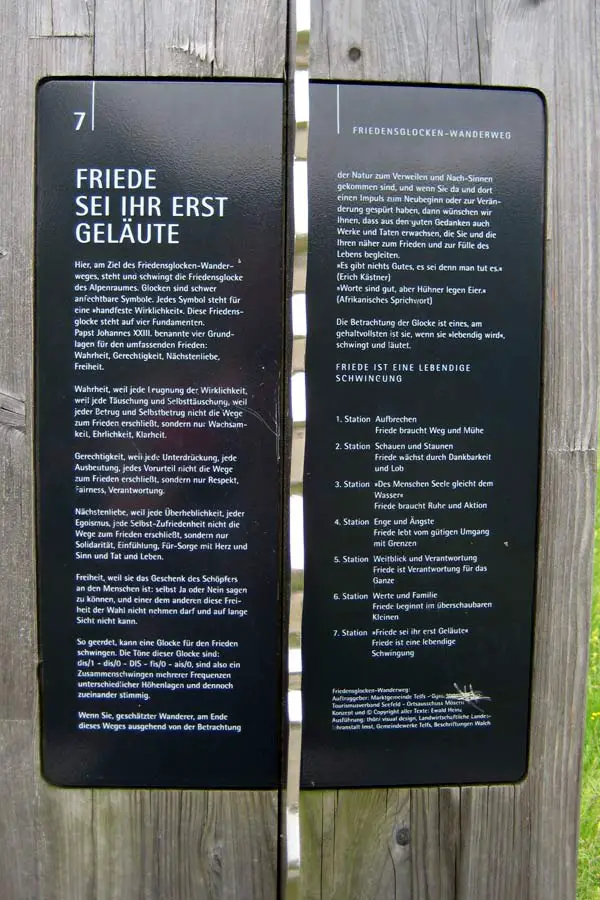 7
FRIEDE
SEI IHR ERST
GELÄUTE
Hier, am Ziel des Friedensglocken-Wander-
weges, steht und schwingt die Friedensglocke
des Alpenraumes. Glocken sind schwer
anfechtbare Symbole. Jedes Symbol steht für
eine »handfeste Wirklichkeit«. Diese Friedens-
glocke steht auf vier Fundamenten.
Papst Johannes XXIII. benannte vier Grund-
lagen für den umfassenden Frieden:
Wahrheit, Gerechtigkeit, Nächstenliebe,
Freiheit.
Wahrheit, weil jede Leugnung der Wirklichkeit,
weil jede Täuschung und Selbsttäuschung, weil
jeder Betrug und Selbstbetrug nicht die Wege
zum Frieden erschließt, sondern nur Wachsam-
keit, Ehrlichkeit, Klarheit.
Gerechtigkeit, weil jede Unterdrückung, jede
Ausbeutung, jedes Vorurteil nicht die Wege
zum Frieden erschließt, sondern nur Respekt,
Fairness, Verantwortung.
Nächstenliebe, weil jede Überheblichkeit, jeder
Egoismus, jede Selbst-Zufriedenheit nicht die
Wege zum Frieden erschließt, sondern nur
Solidarität, Einfühlung, Für-Sorge mit Herz und
Sinn und Tat und Leben.
Freiheit, weil sie das Geschenk des Schöpfers
an den Menschen ist: selbst Ja oder Nein sagen
zu können, und einer dem anderen diese Frei-
heit der Wahl nicht nehmen darf und auf lange
Sicht nicht kann.
So geerdet, kann eine Glocke für den Frieden
schwingen. Die Töne dieser Glocke sind:
dis/1 - dis/0 - DIS - fis/0 - ais/0, sind also ein
Zusammenschwingen mehrerer Frequenzen
unterschiedlicher Höhenlagen und dennoch
zueinander stimmig.
Wenn Sie, geschätzter Wanderer, am Ende
dieses Weges ausgehend von der Betrachtung
FRIEDENSGLOCKEN-WANDERWEG
der Natur zum Verweilen und Nach-Sinnen
gekommen sind, und wenn Sie da und dort
einen Impuls zum Neubeginn oder zur Verän-
derung gespürt haben, dann wünschen wir
Ihnen, dass aus den guten Gedanken auch
Werke und Taten erwachsen, die Sie und die
Ihren näher zum Frieden und zur Fülle des
Lebens begleiten.
»Es gibt nichts Gutes, es sei denn man tut es.«
(Erich Kästner)
»Worte sind gut, aber Hühner legen Eier.«
(Afrikanisches Sprichwort)
Die Betrachtung der Glocke ist eines, am
gehaltvollsten ist sie, wenn sie »lebendig wird«,
schwingt und läutet.
FRIEDE IST EINE LEBENDIGE
SCHWINGUNG
1. Station Aufbrechen
Friede braucht Weg und Mühe
2. Station Schauen und Staunen
Friede wächst durch Dankbarkeit
und Lob
3. Station »Des Menschen Seele gleicht dem
Wasser«
Friede braucht Ruhe und Aktion
4. Station Enge und Ängste
Friede lebt vom gütigen Umgang
mit Grenzen
5. Station Weitblick und Verantwortung
Friede ist Verantwortung für das
Ganze
6. Station Werte und Familie
Friede beginnt im überschaubaren
Kleinen
7. Station »Friede sei ihr erst Geläute«
Friede ist eine lebendige
Schwingung
Friedensglocken-Wanderweg:
Auftraggeber: Marktgemeinde Telfs -
Tourismusverband Seefeld - Ortsausschuss Mösern
Konzept und © Copyright aller Texte: Ewald Heinz
Ausführung: thöni visual design, Landwirtschaftliche Landes-
lehranstalt Imst, Gemeindewerke Telfs, Beschriftungen Walch